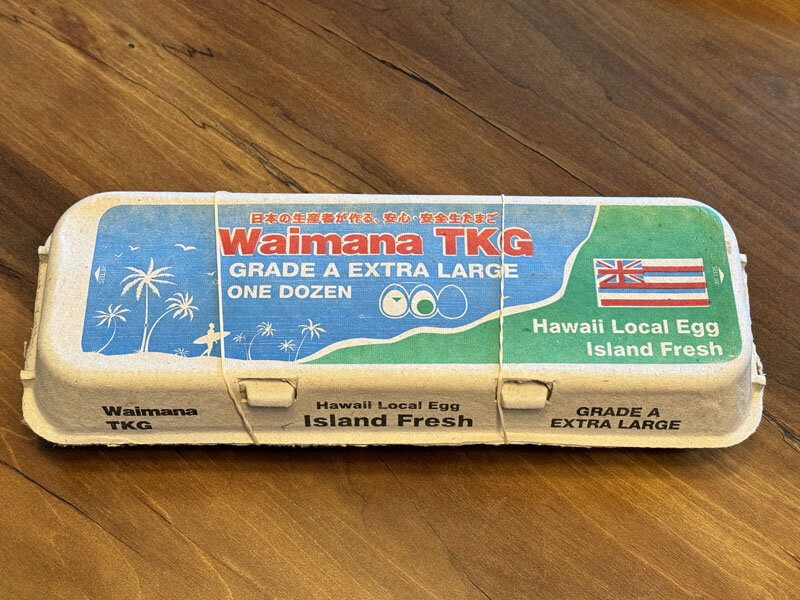 日本の生産者が作る、安心・安全生たまご
Waimana TKG
GRADE A EXTRA LARGE
ONE DOZEN
Hawaii Local Egg
Island Fresh
Waimana
TKG
Hawaii Local Egg
Island Fresh
GRADE A
EXTRA LARGE